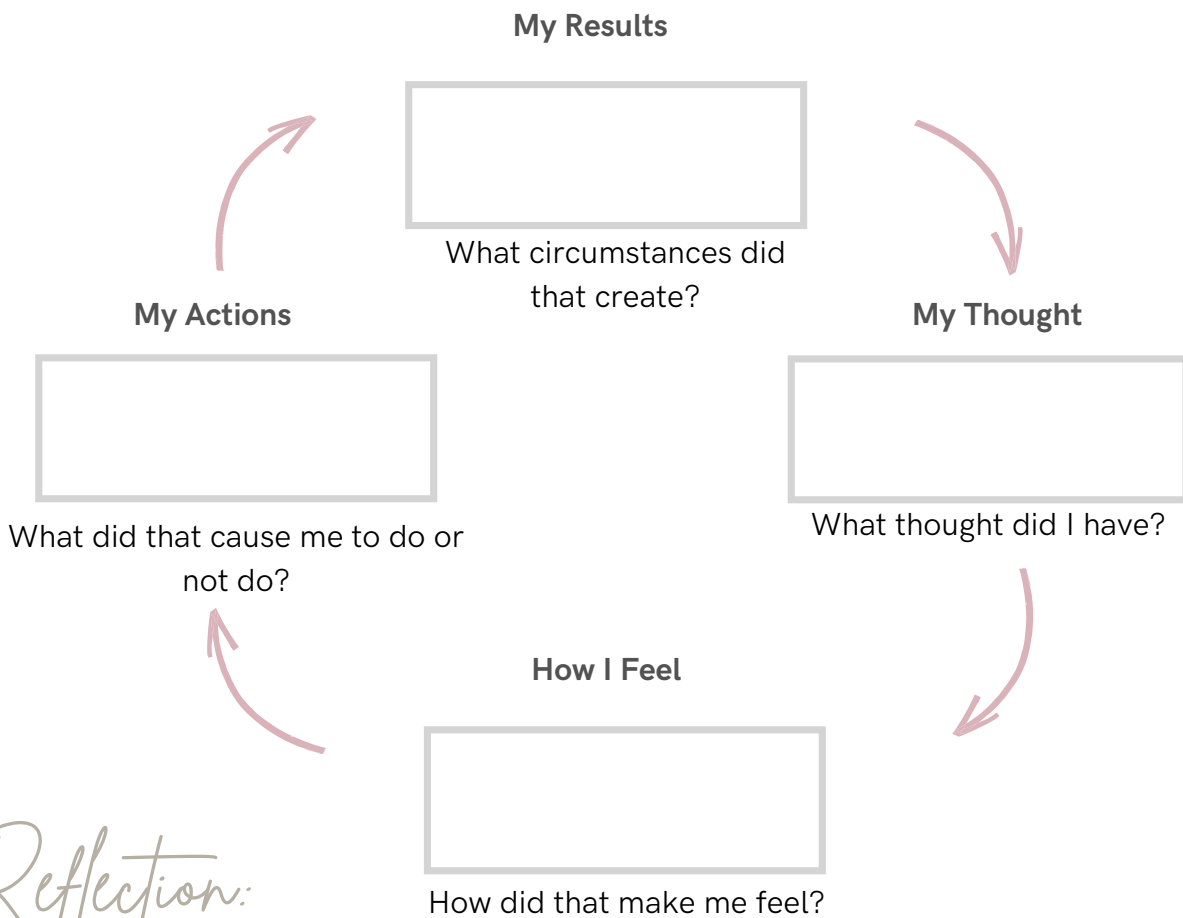 My Results
What circumstances did
that create?
My Actions
My Thought
What did that cause me to do or
not do?
What thought did I have?
How I Feel
How did that make me feel?
Reflection: